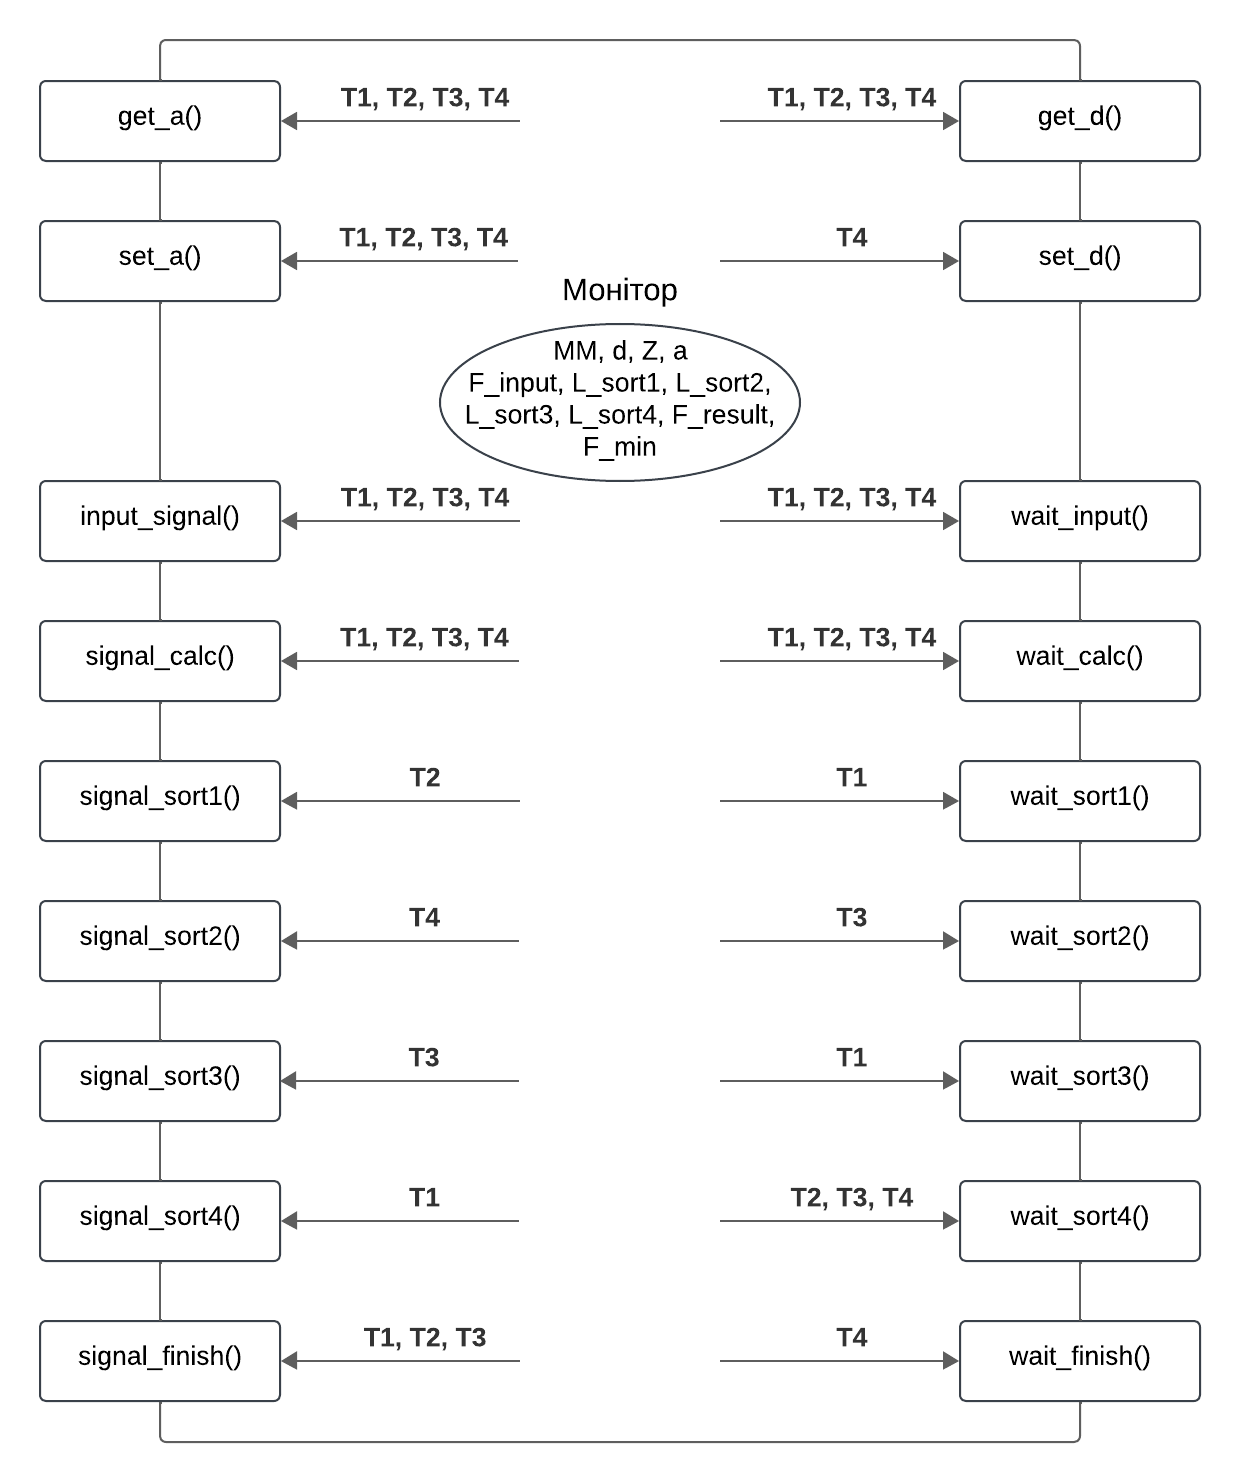 T1, T2, T3, T4
T1, T2, T3, T4
get_a()
get_d()
T1, T2, T3, T4
T4
set_a()
set_d()
Монітор
MM, d, Z, a
F_input, L_sort1, L_sort2,
L_sort3, L_sort4, F_result,
F_min
T1, T2, T3, T4
T1, T2, T3, T4
input_signal()
wait_input()
T1, T2, T3, T4
T1, T2, T3, T4
signal_calc()
wait_calc()
T2
T1
signal_sort1()
wait_sort1()
T4
T3
signal_sort2()
wait_sort2()
T3
T1
signal_sort3()
wait_sort3()
T1
T2, T3, T4
signal_sort4()
wait_sort4()
T1, T2, T3
T4
signal_finish()
wait_finish()